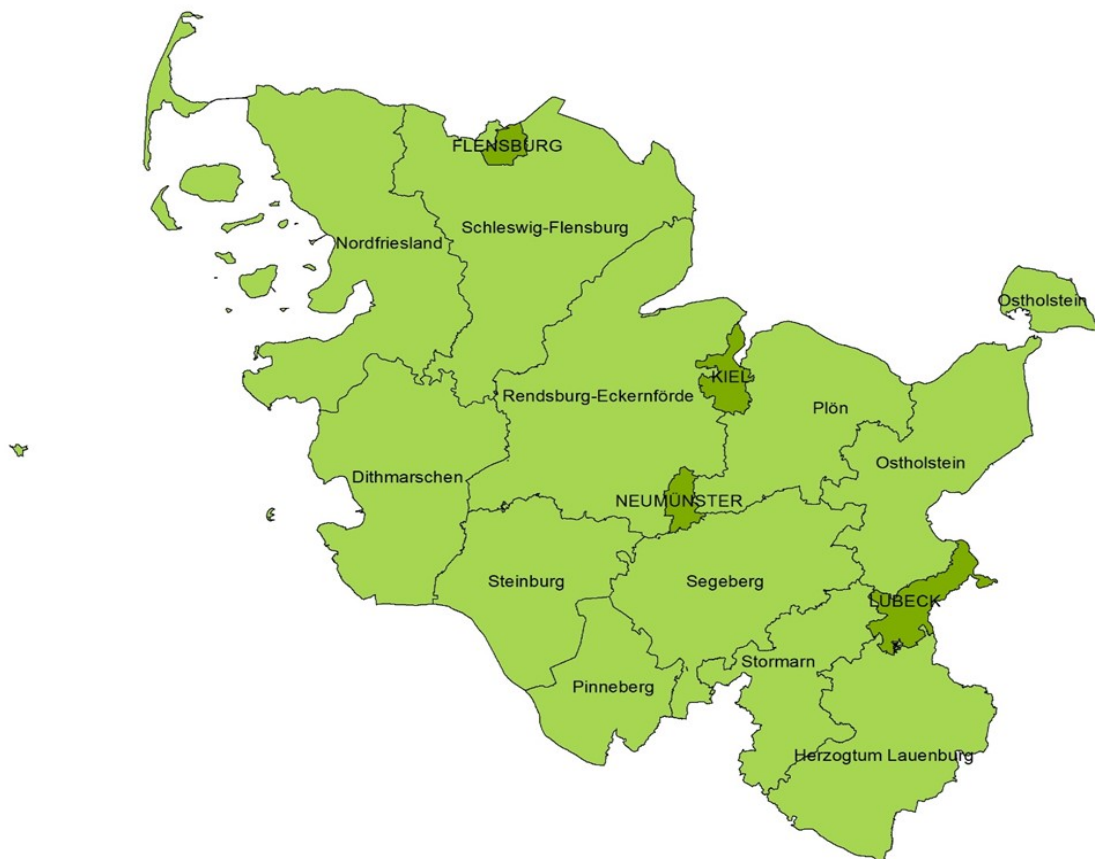 FLENSBURG
Schleswig-Flensburg
Nordfriesland
Ostholstein
KIEL
Rendsburg-Eckernförde
Plön
Ostholstein
Dithmarschen
NEUMÜNSTER
Steinburg
Segeberg
LÜBECK
Stormarn
Pinneberg
Herzogtum Lauenburg